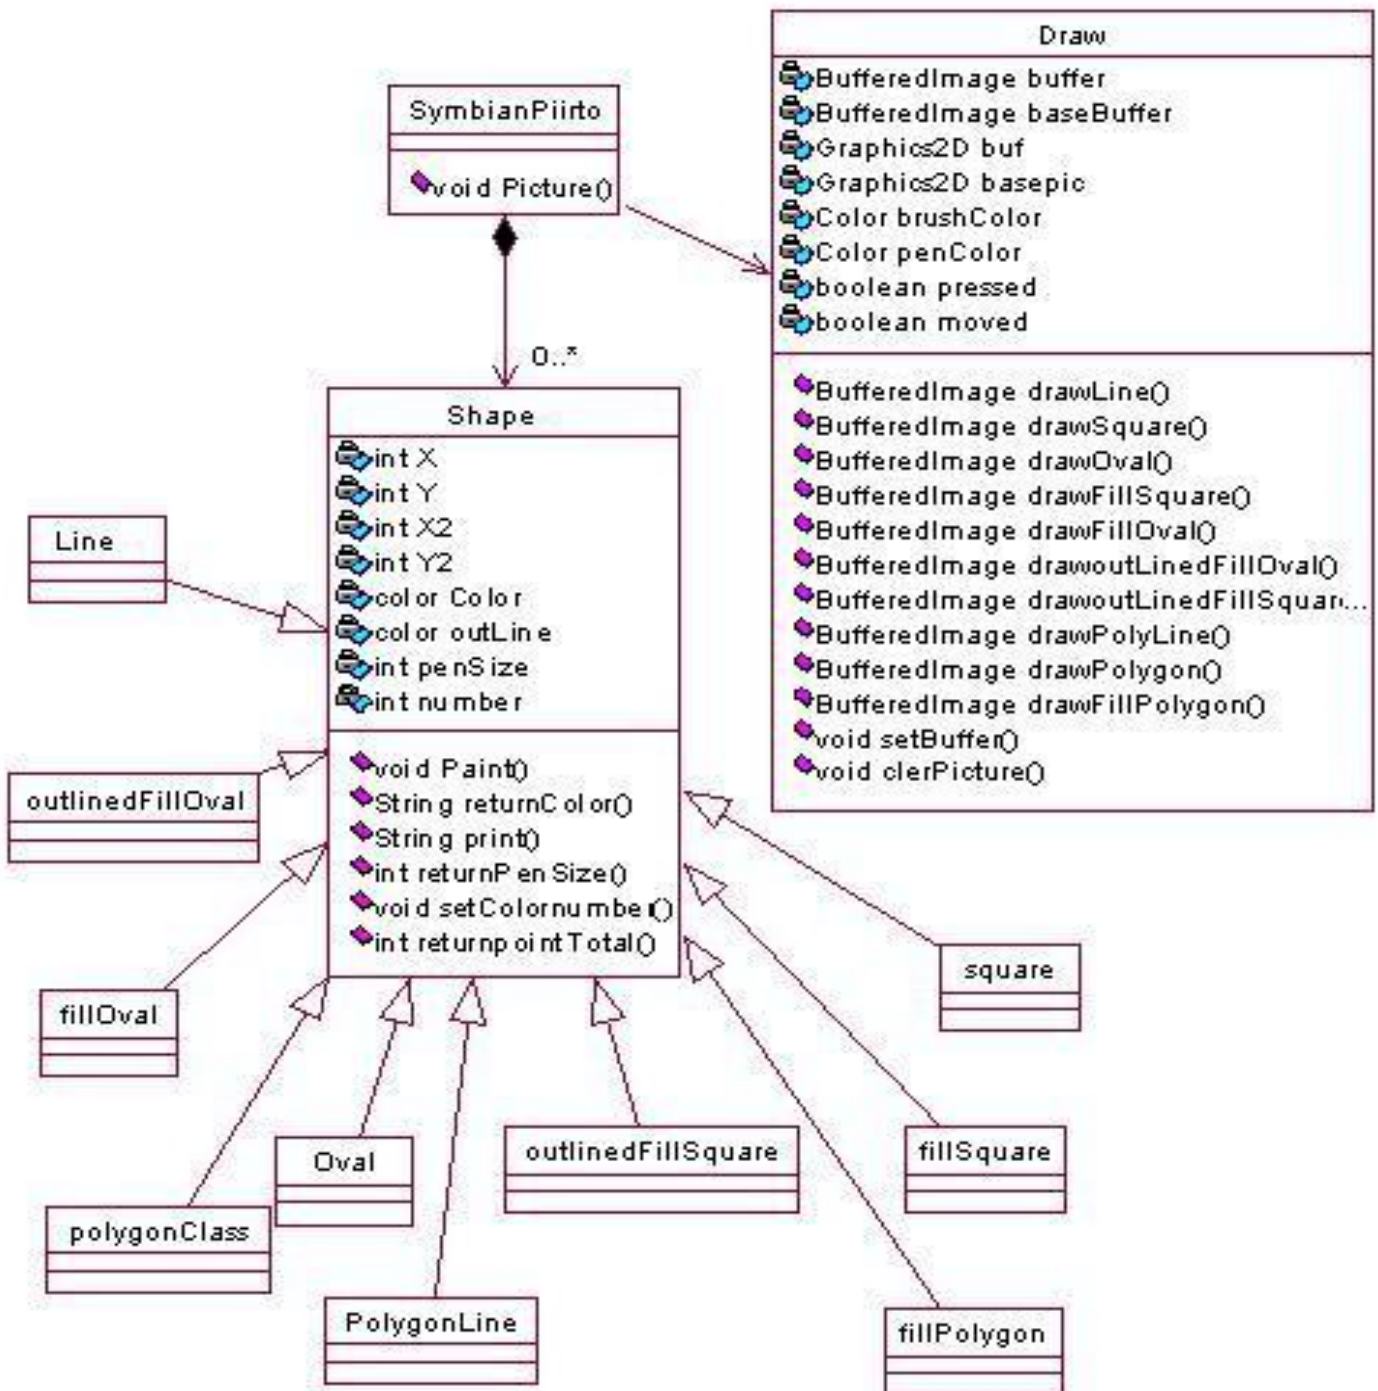 Draw
BufferedImage buffer
BufferedImage baseBuffer
Graphics2D buf
Graphics2D basepic
Color brushColor
Color penColor
boolean pressed
boolean moved
BufferedImage drawLine()
BufferedImage drawSquare()
BufferedImage drawOval()
BufferedImage drawFillSquare()
BufferedImage drawFillOval()
BufferedImage drawoutLinedFillOval()
BufferedImage drawoutLinedFillSquar...
BufferedImage drawPolyLine()
BufferedImage drawPolygon()
BufferedImage drawFillPolygon()
void setBuffer()
void clerPicture()
SymbianPiirto
void Picture()
0..*
Shape
int X
int Y
int X2
int Y2
color Color
color outLine
int penSize
int number
void Paint()
String returnColor()
String print()
int returnPenSize()
void setColornumber()
int returnpointTotal()
Line
outlinedFillOval
fillOval
square
polygonClass
Oval
outlinedFillSquare
fillSquare
PolygonLine
fillPolygon